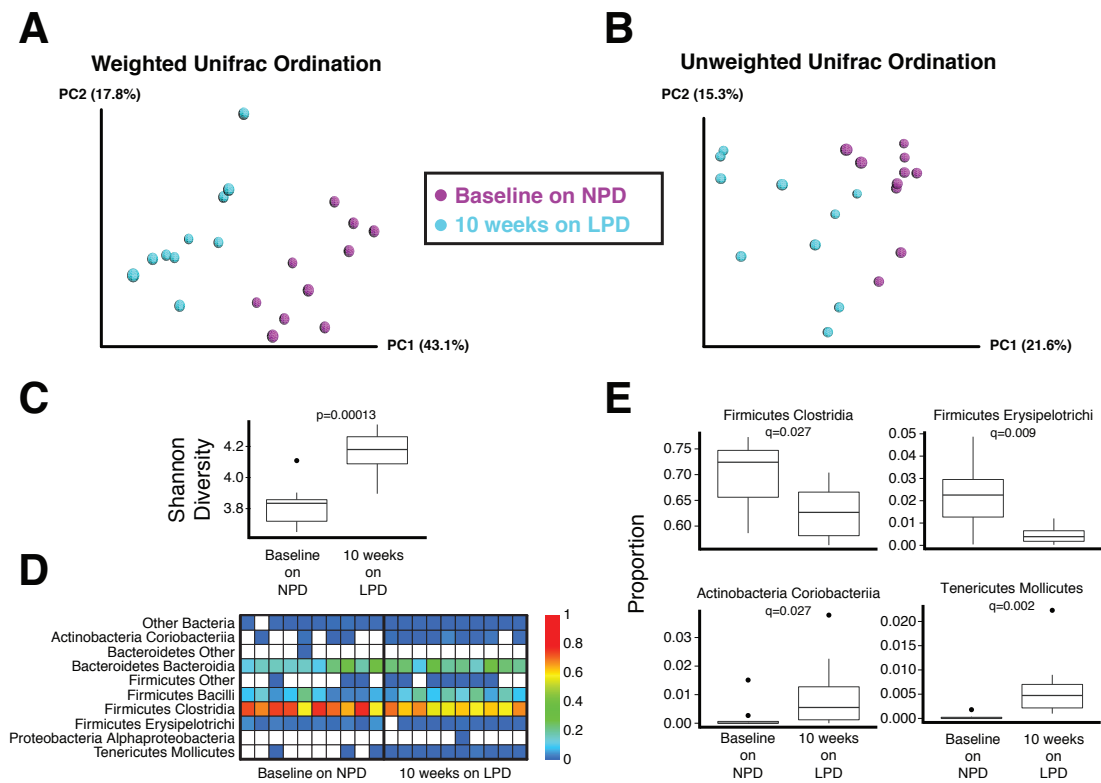 A
Weighted Unifrac Ordination
PC2 (17.8%)
PC1 (43.1%)
B
Unweighted Unifrac Ordination
PC2 (15.3%)
PC1 (21.6%)
Baseline on NPD
10 weeks on LPD
C
p=0.00013
Shannon
Diversity
4.2
4.0
3.8
Baseline
on
NPD
10 weeks
on
LPD
D
Other Bacteria
Actinobacteria Coriobacteriia
Bacteroidetes Other
Bacteroidetes Bacteroidia
Firmicutes Other
Firmicutes Bacilli
Firmicutes Clostridia
Firmicutes Erysipelotrichi
Proteobacteria Alphaproteobacteria
Tenericutes Mollicutes
Baseline on NPD
10 weeks on LPD
1
0.8
0.6
0.4
0.2
0
E
Proportion
Firmicutes Clostridia
q=0.027
0.75
0.70
0.65
0.60
Firmicutes Erysipelotrichi
q=0.009
0.05
0.04
0.03
0.02
0.01
0.00
Actinobacteria Coriobacteriia
q=0.027
0.03
0.02
0.01
0.00
Baseline
on
NPD
10 weeks
on
LPD
Tenericutes Mollicutes
q=0.002
0.020
0.015
0.010
0.005
0.000
Baseline
on
NPD
10 weeks
on
LPD